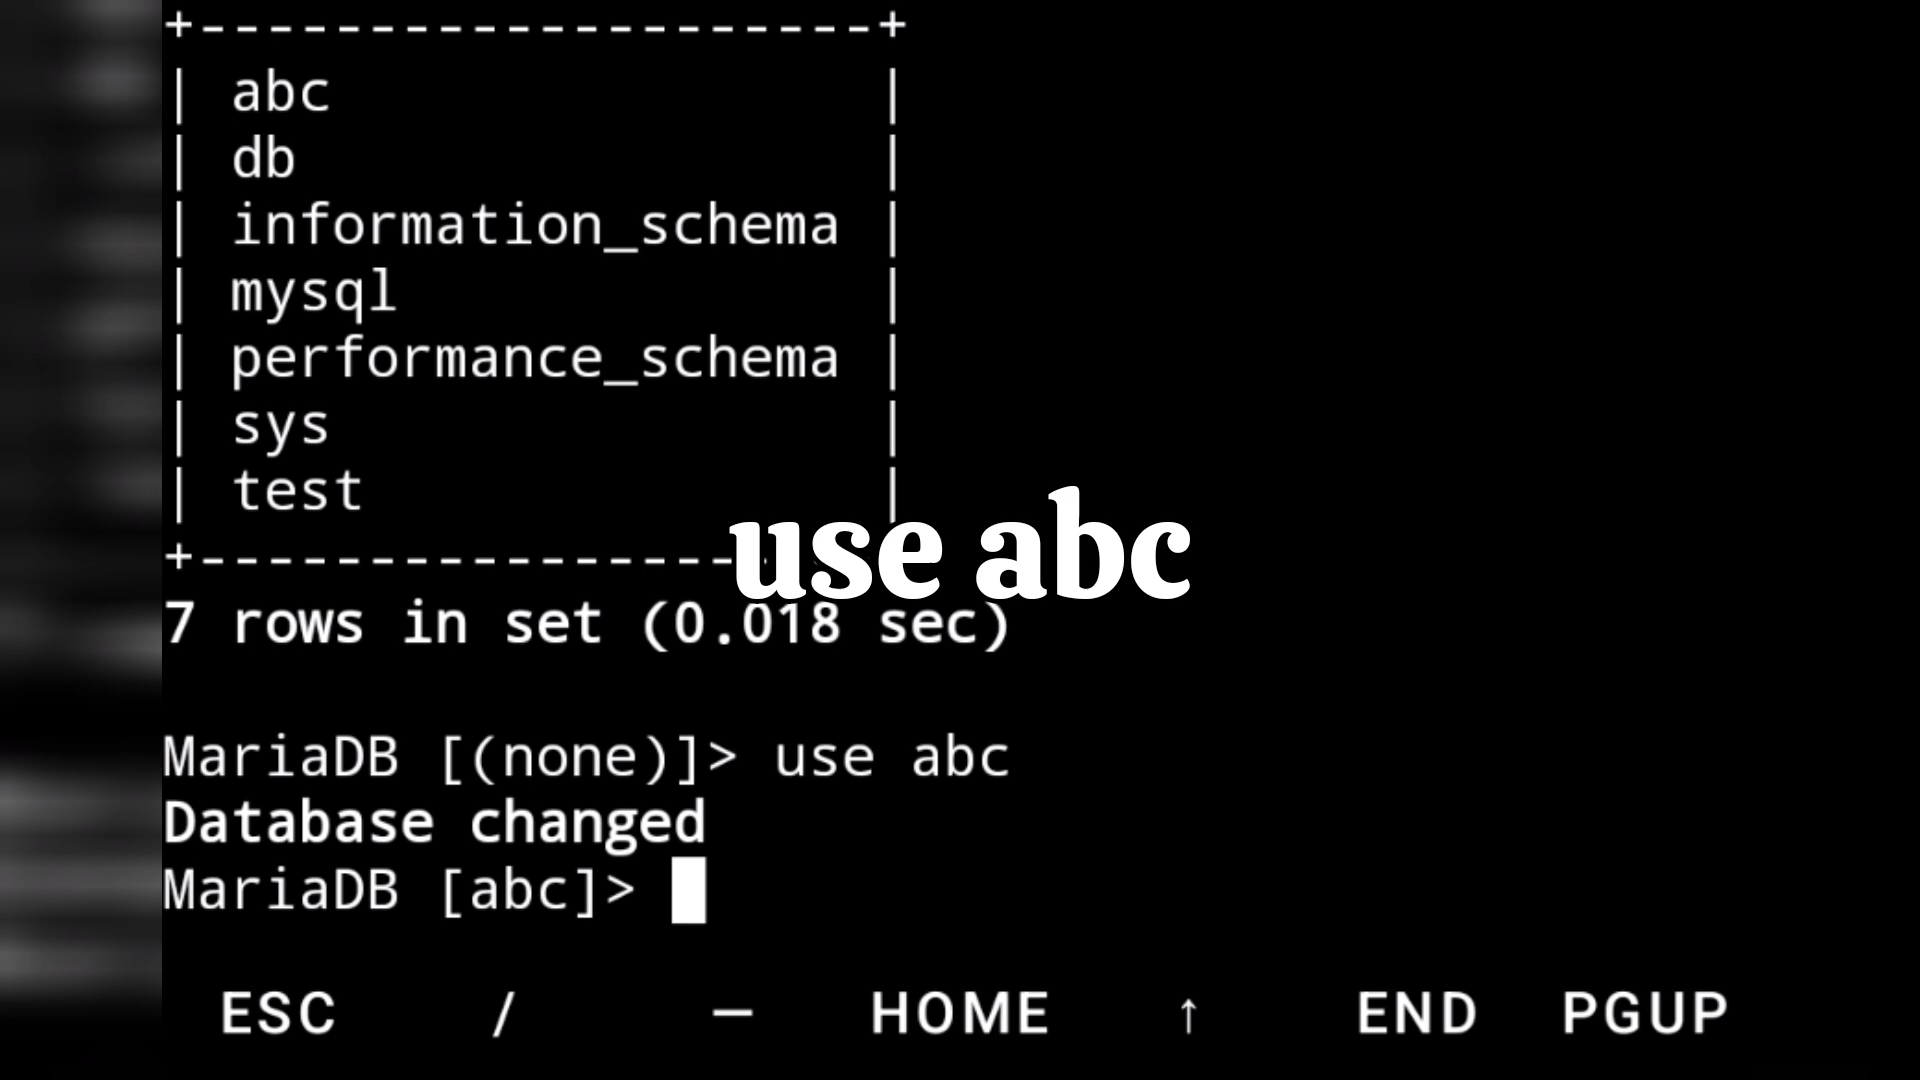 +--------------------+
| abc                |
| db                 |
| information_schema |
| mysql              |
| performance_schema |
| sys                |
| test               |
+----------------
use abc
7 rows in set (0.018 sec)
MariaDB [(none)]> use abc
Database changed
MariaDB [abc]>
ESC / — HOME ↑ END PGUP